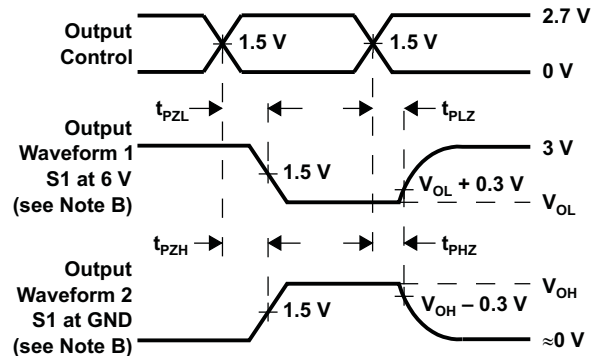 Output
Control
1.5 V
1.5 V
2.7 V
0 V
tPZL
tPLZ
Output
Waveform 1
S1 at 6 V
(see Note B)
1.5 V
3 V
VOL + 0.3 V
VOL
tPZH
tPHZ
Output
Waveform 2
S1 at GND
(see Note B)
1.5 V
VOH
VOH – 0.3 V
≈0 V